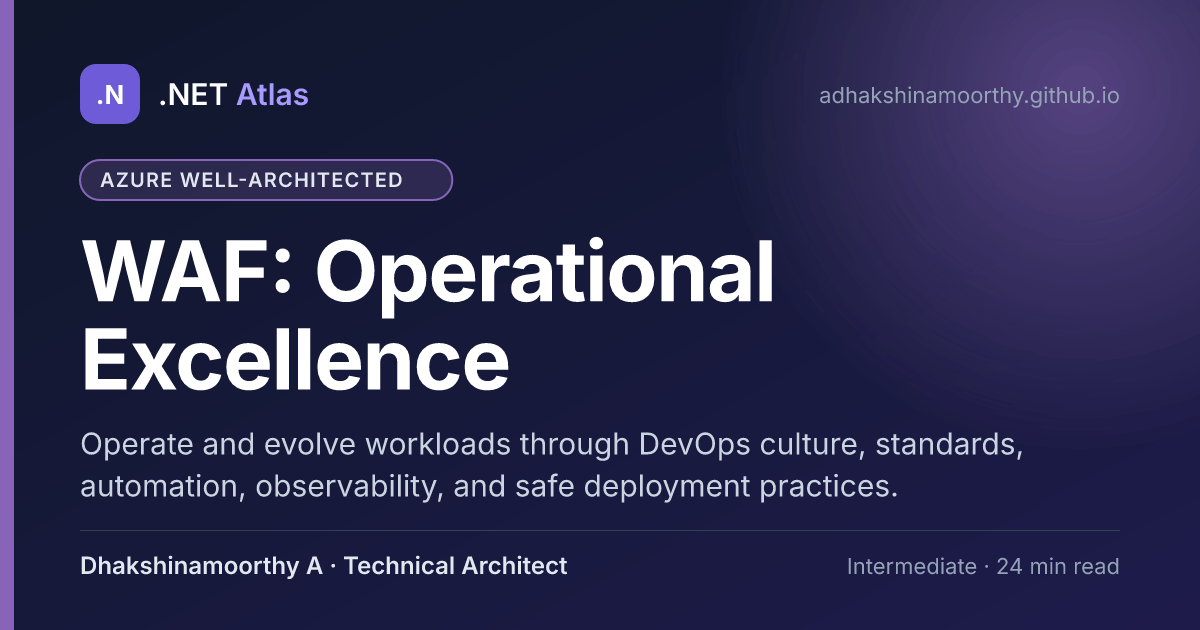 .N
.NET Atlas
adhakshinamoorthy.github.io
AZURE WELL-ARCHITECTED
WAF: Operational
Excellence
Operate and evolve workloads through DevOps culture, standards,
automation, observability, and safe deployment practices.
Dhakshinamoorthy A · Technical Architect
Intermediate · 24 min read